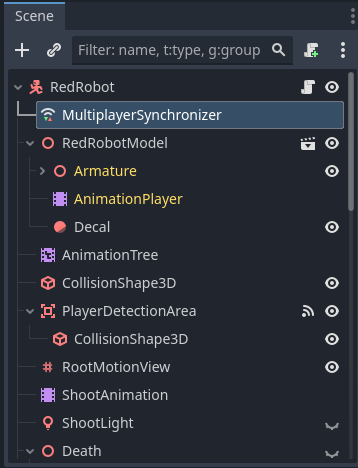 Scene
Filter: name, t:type, g:group
RedRobot
MultiplayerSynchronizer
RedRobotModel
Armature
AnimationPlayer
Decal
AnimationTree
CollisionShape3D
PlayerDetectionArea
CollisionShape3D
RootMotionView
ShootAnimation
ShootLight
Death